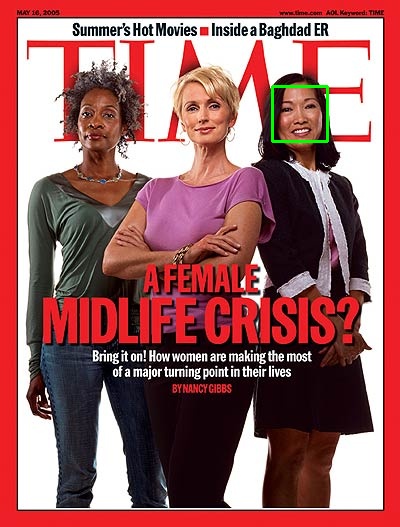 MAY 16, 2005 www.time.com AOL Keyword: TIME
Summer's Hot Movies ■ Inside a Baghdad ER
TIME
A FEMALE
MIDLIFE CRISIS?
Bring it on! How women are making the most
of a major turning point in their lives
BY NANCY GIBBS